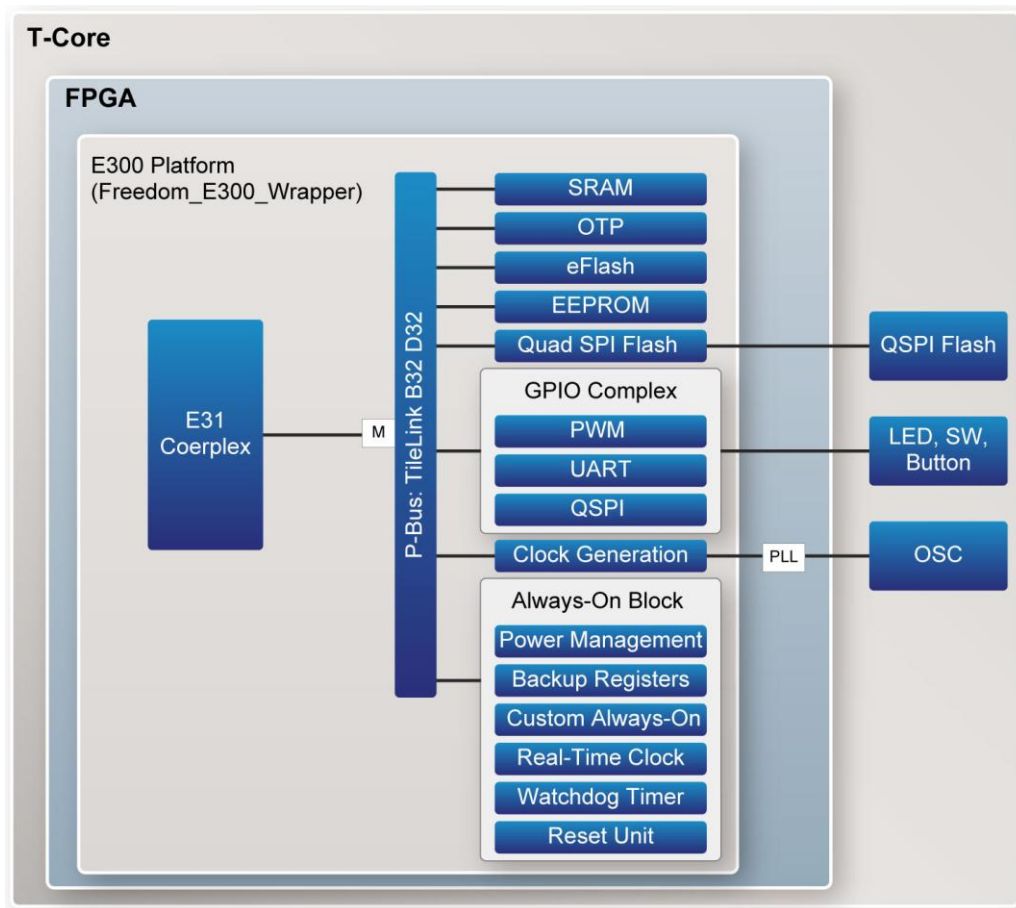 T-Core
FPGA
E300 Platform
(Freedom_E300_Wrapper)
E31
Coerplex
M
P-Bus: TileLink B32 D32
SRAM
OTP
eFlash
EEPROM
Quad SPI Flash
GPIO Complex
PWM
UART
QSPI
Clock Generation
Always-On Block
Power Management
Backup Registers
Custom Always-On
Real-Time Clock
Watchdog Timer
Reset Unit
PLL
QSPI Flash
LED, SW,
Button
OSC